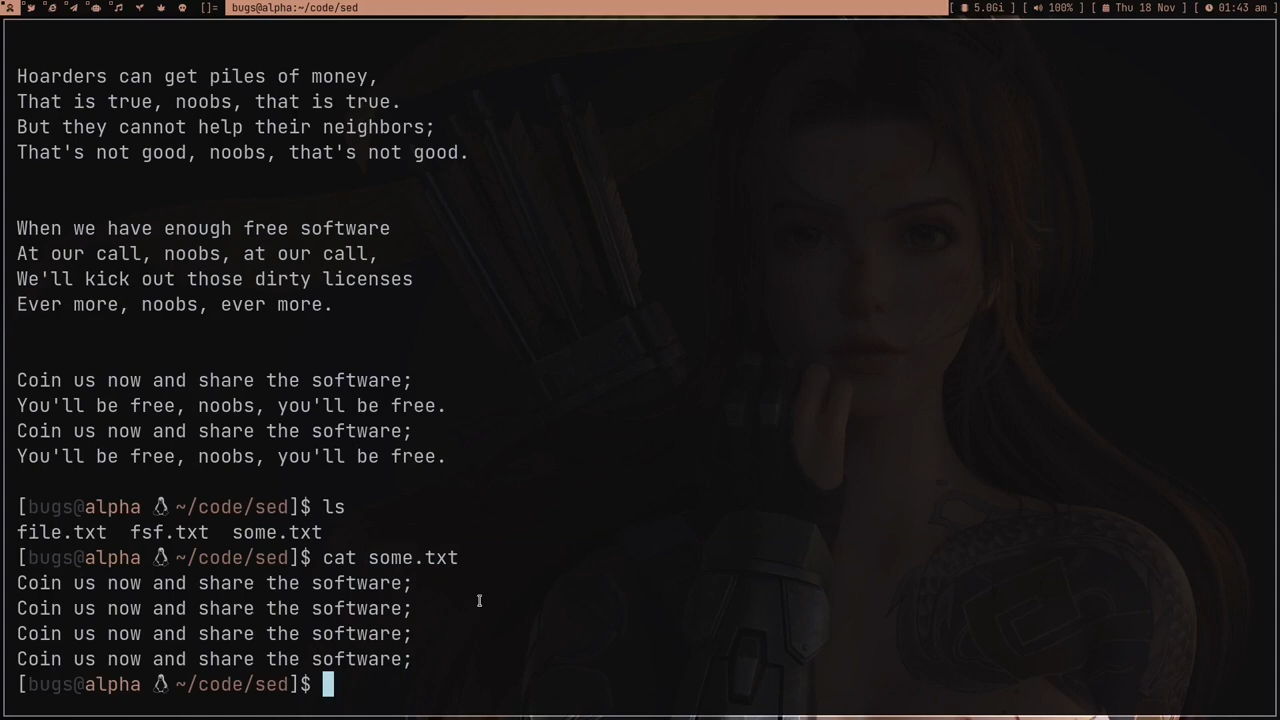 []= bugs@alpha:~/code/sed [ 5.0Gi ] [ 100% ] [ Thu 18 Nov ] [ 01:43 am ]
Hoarders can get piles of money,
That is true, noobs, that is true.
But they cannot help their neighbors;
That's not good, noobs, that's not good.
When we have enough free software
At our call, noobs, at our call,
We'll kick out those dirty licenses
Ever more, noobs, ever more.
Coin us now and share the software;
You'll be free, noobs, you'll be free.
Coin us now and share the software;
You'll be free, noobs, you'll be free.
[bugs@alpha ~/code/sed]$ ls
file.txt fsf.txt some.txt
[bugs@alpha ~/code/sed]$ cat some.txt
Coin us now and share the software;
Coin us now and share the software;
Coin us now and share the software;
Coin us now and share the software;
[bugs@alpha ~/code/sed]$